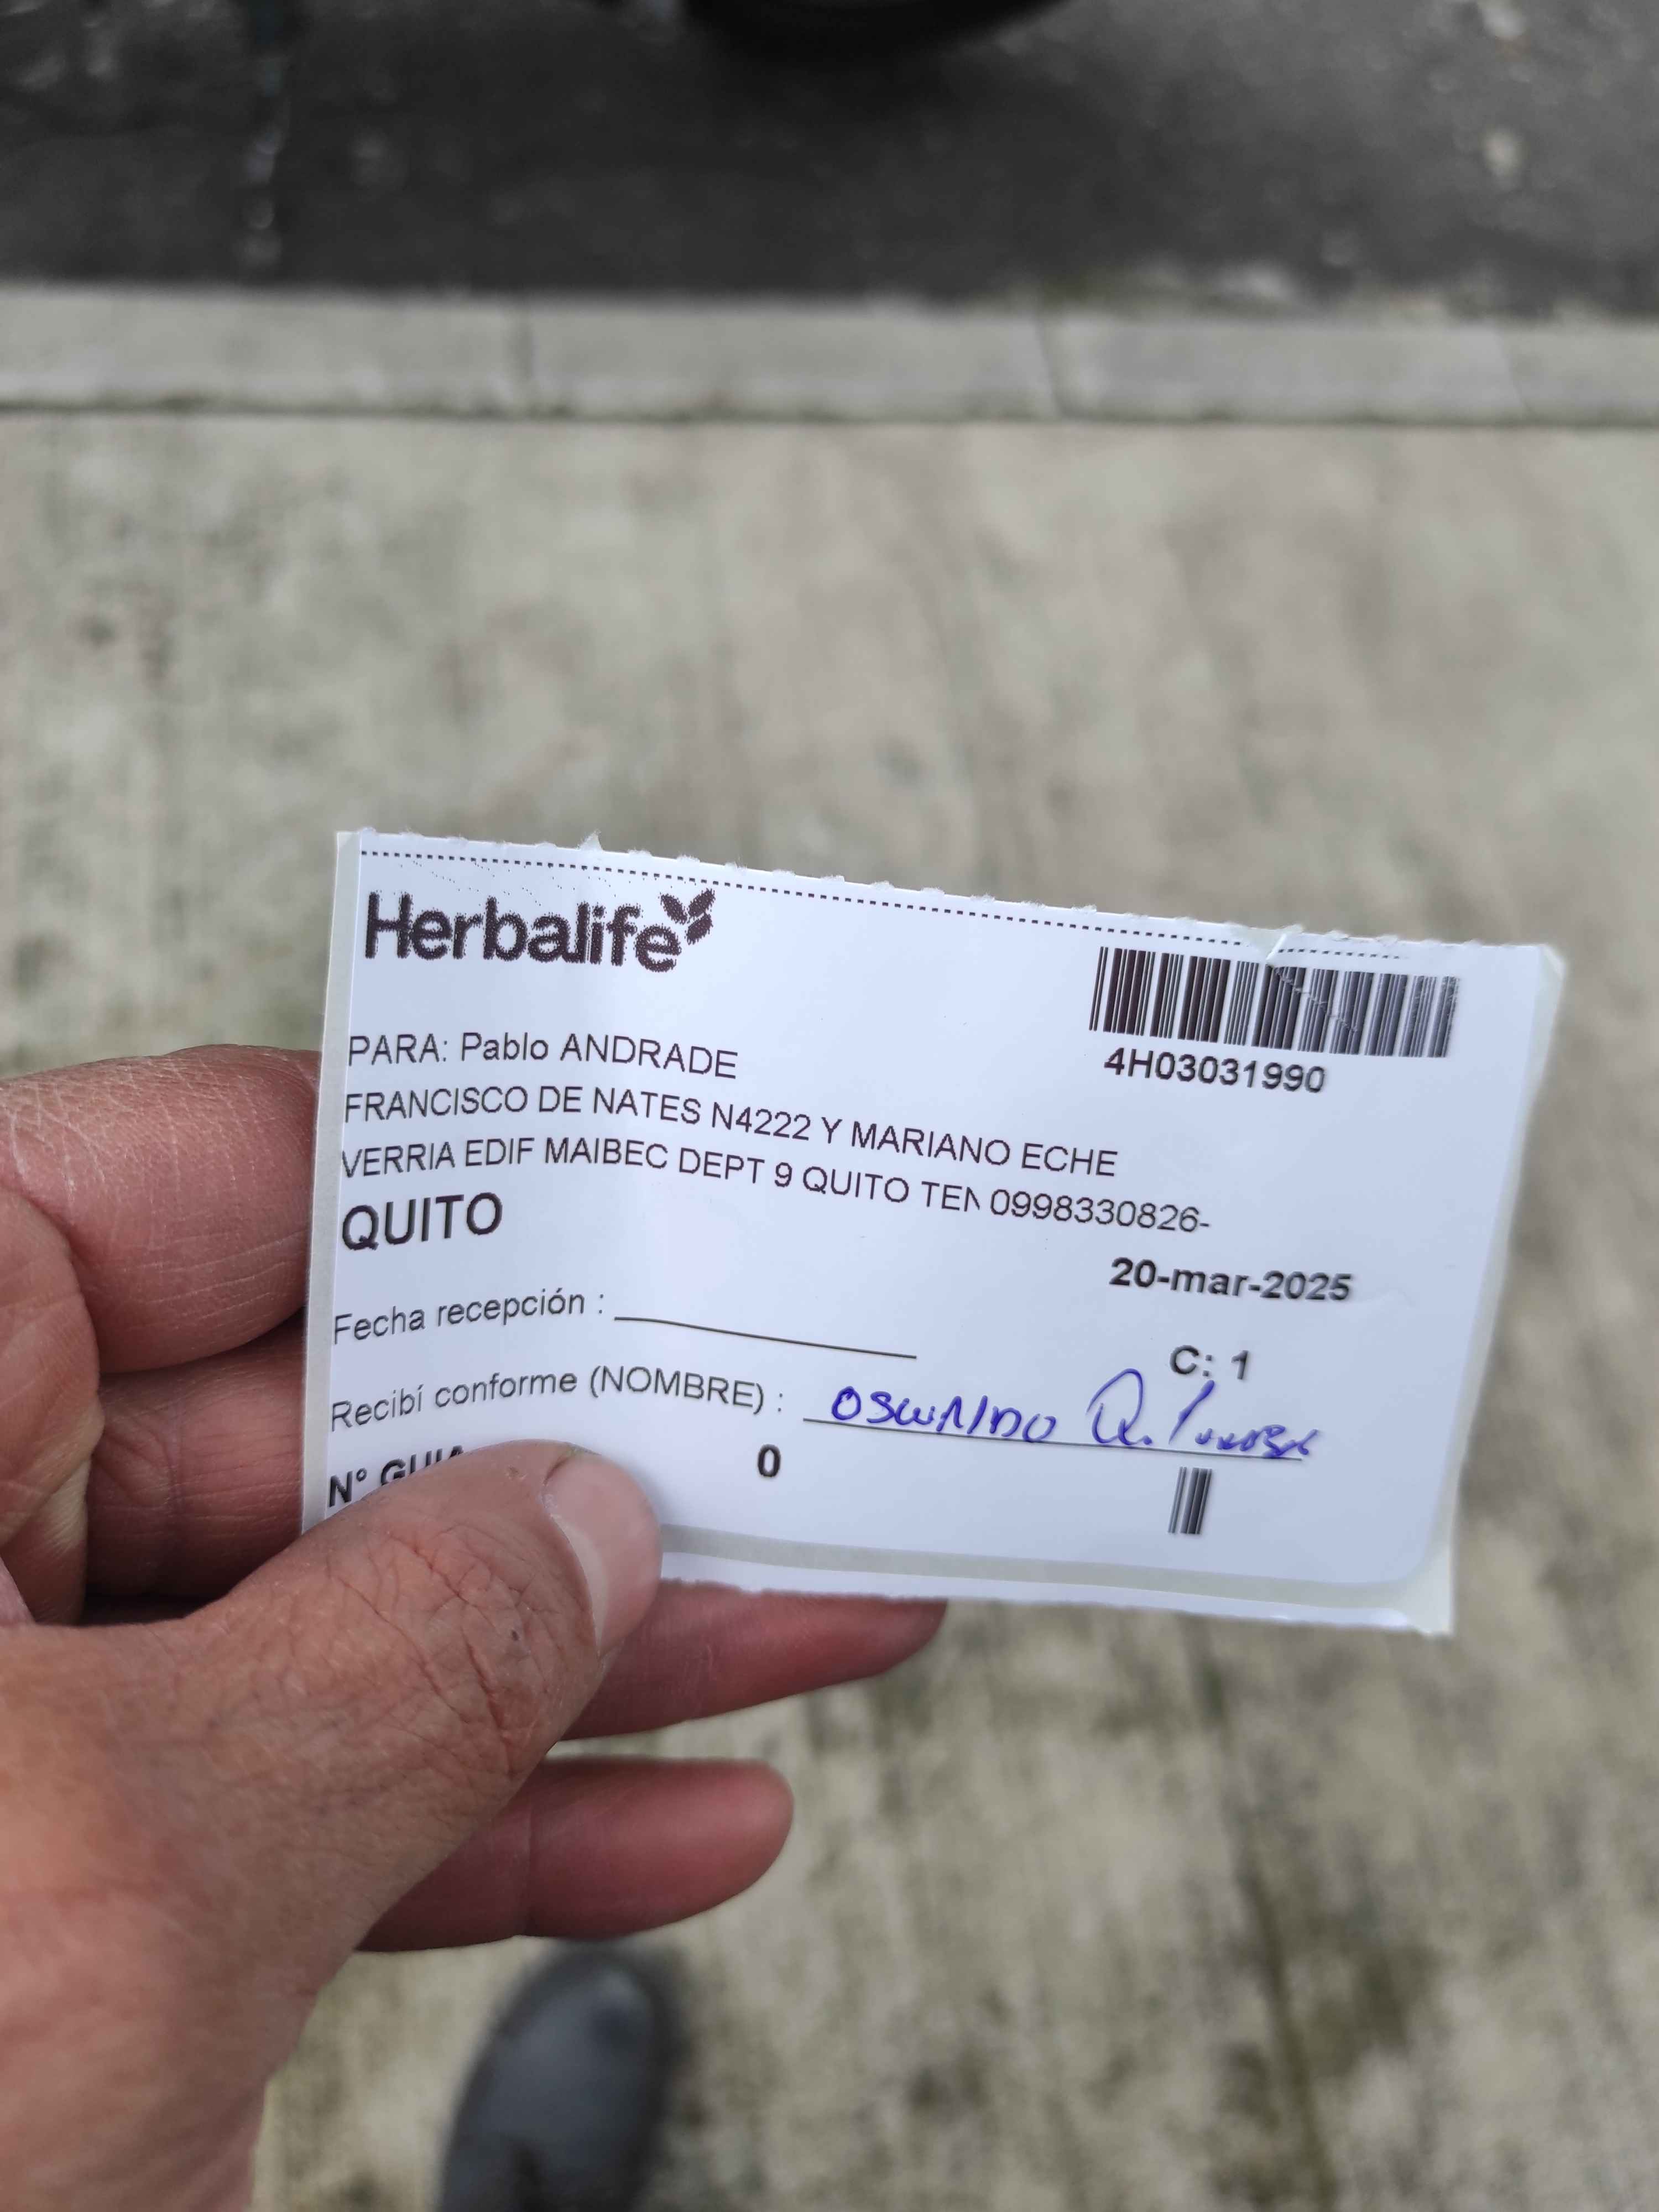 Herbalife
4H03031990
PARA: Pablo ANDRADE
FRANCISCO DE NATES N4222 Y MARIANO ECHE
VERRIA EDIF MAIBEC DEPT 9 QUITO TEN 0998330826-
QUITO
20-mar-2025
Fecha recepción :
C: 1
Recibí conforme (NOMBRE) : OSWALDO Q.
N° GUIA 0